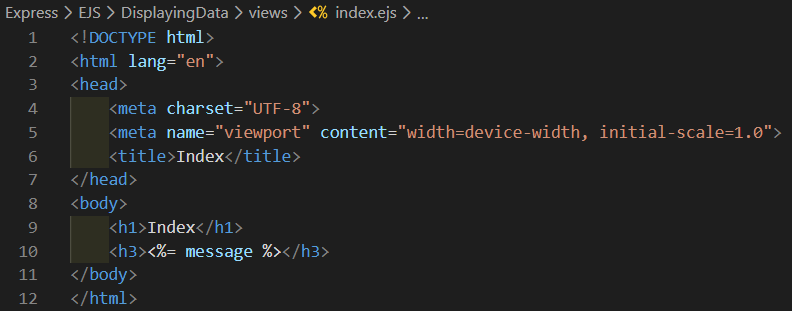 Express > EJS > DisplayingData > views > <% index.ejs > ...
1 <!DOCTYPE html>
2 <html lang="en">
3 <head>
4     <meta charset="UTF-8">
5     <meta name="viewport" content="width=device-width, initial-scale=1.0">
6     <title>Index</title>
7 </head>
8 <body>
9     <h1>Index</h1>
10     <h3><%= message %></h3>
11 </body>
12 </html>